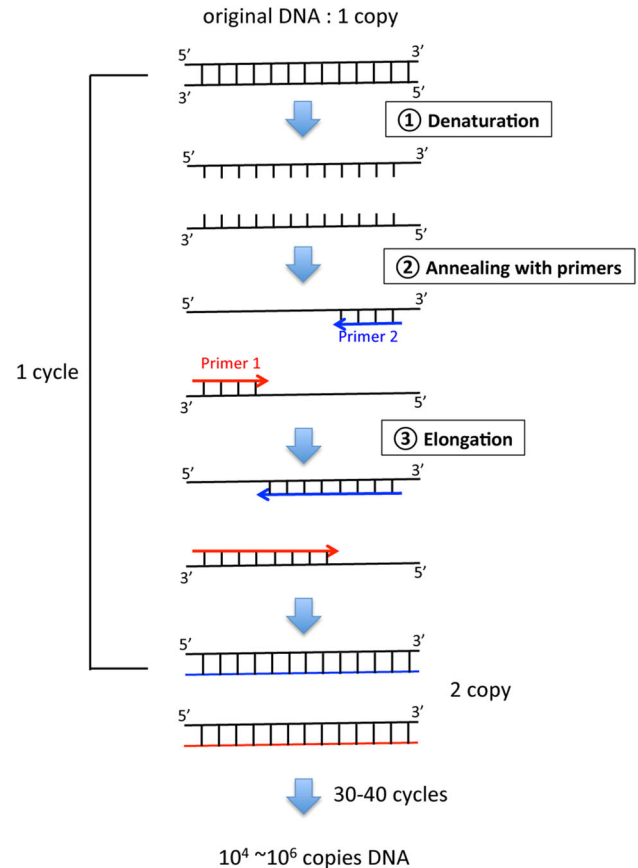 original DNA : 1 copy
5’ 3’
3’ 5’
① Denaturation
5’ 3’
3’ 5’
② Annealing with primers
5’ 3’
Primer 2
Primer 1
1 cycle
3’ 5’
③ Elongation
5’ 3’
3’ 5’
5’ 3’
2 copy
5’ 3’
30-40 cycles
10⁴ ~10⁶ copies DNA